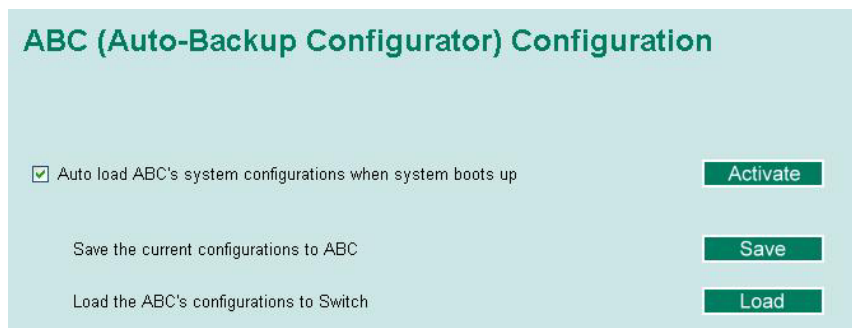 ABC (Auto-Backup Configurator) Configuration
Auto load ABC's system configurations when system boots up Activate
Save the current configurations to ABC Save
Load the ABC's configurations to Switch Load